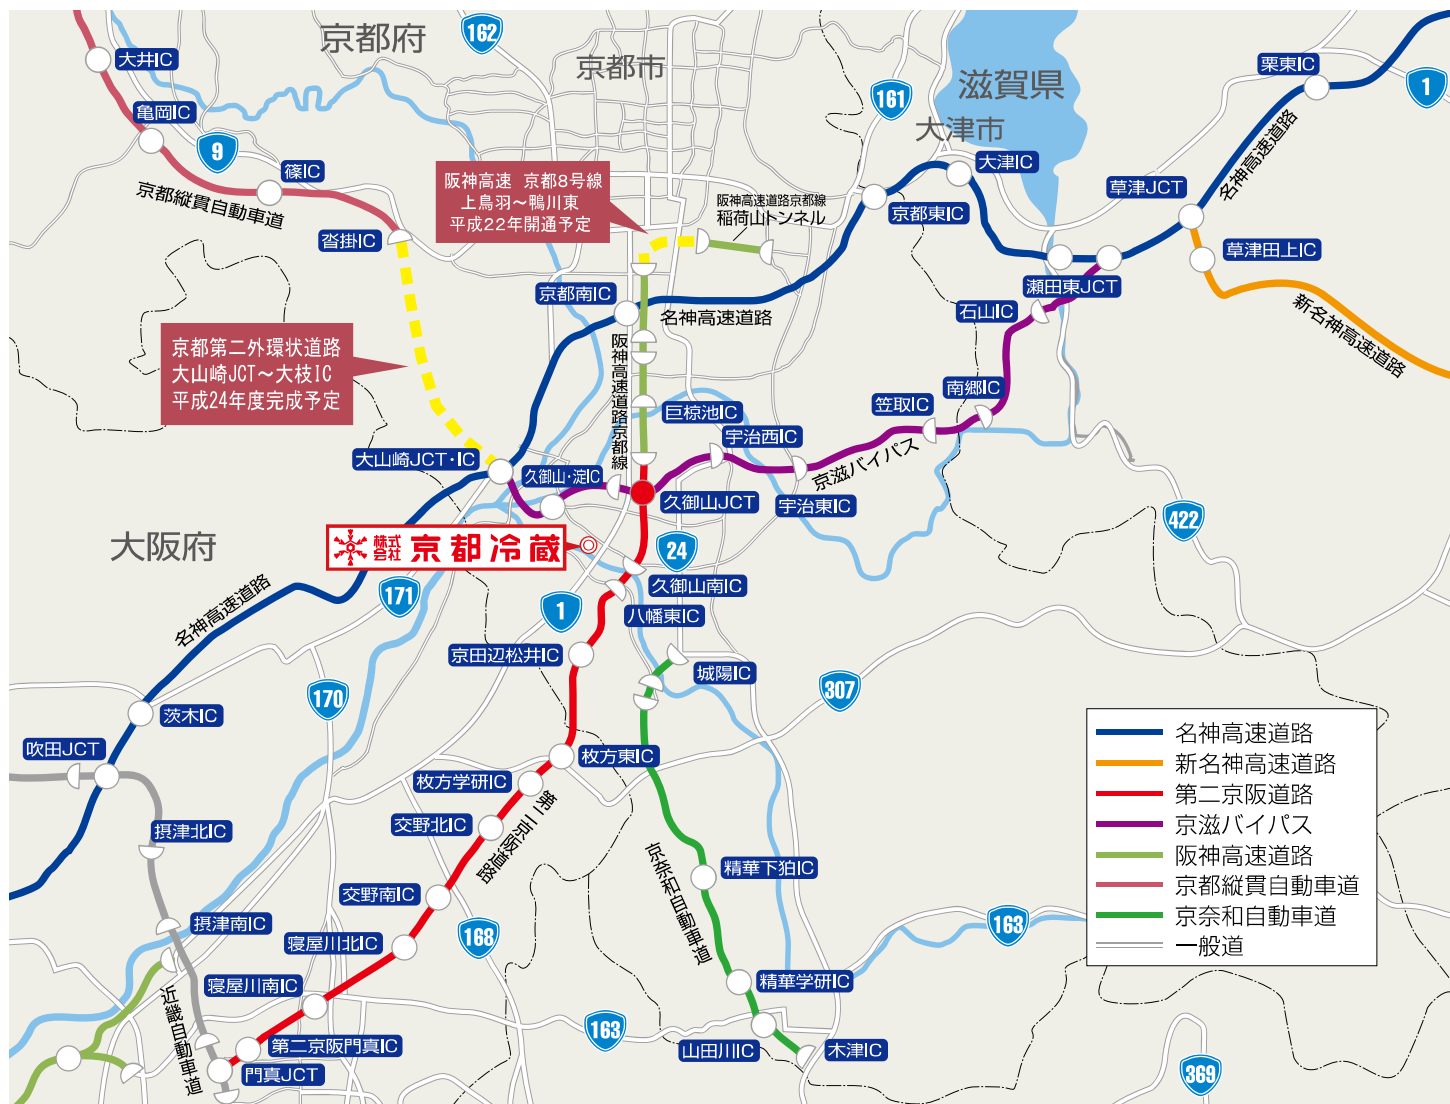 京都府
162
京都市
大井IC
亀岡IC
9
篠IC
京都縦貫自動車道
沓掛IC
161
滋賀県
大津市
大津IC
栗東IC
1
名神高速道路
草津JCT
草津田上IC
新名神高速道路
阪神高速 京都8号線
上鳥羽～鴨川東
平成22年開通予定
阪神高速道路京都線
稲荷山トンネル
京都東IC
瀬田東JCT
石山IC
京都南IC
名神高速道路
京都第二外環状道路
大山崎JCT～大枝IC
平成24年度完成予定
阪神高速道路京都線
巨椋池IC
南郷IC
笠取IC
宇治西IC
京滋バイパス
大山崎JCT・IC
久御山・淀IC
久御山JCT
宇治東IC
422
大阪府
株式会社 京都冷蔵
24
久御山南IC
171
1
八幡東IC
名神高速道路
京田辺松井IC
城陽IC
307
170
茨木IC
吹田JCT
枚方東IC
枚方学研IC
第二京阪道路
摂津北IC
交野北IC
京奈和自動車道
精華下狛IC
交野南IC
摂津南IC
寝屋川北IC
168
163
寝屋川南IC
精華学研IC
近畿自動車道
第二京阪門真IC
163
山田川IC
木津IC
門真JCT
369
名神高速道路
新名神高速道路
第二京阪道路
京滋バイパス
阪神高速道路
京都縦貫自動車道
京奈和自動車道
一般道